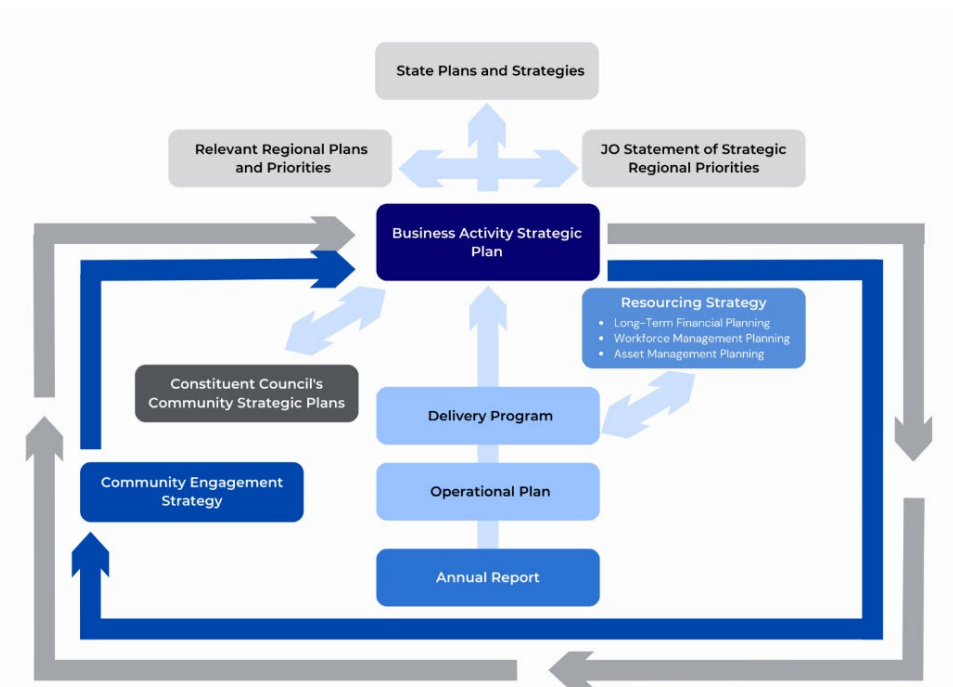 State Plans and Strategies
Relevant Regional Plans
and Priorities
JO Statement of Strategic
Regional Priorities
Business Activity Strategic
Plan
Resourcing Strategy
• Long-Term Financial Planning
• Workforce Management Planning
• Asset Management Planning
Constituent Council's
Community Strategic Plans
Delivery Program
Community Engagement
Strategy
Operational Plan
Annual Report